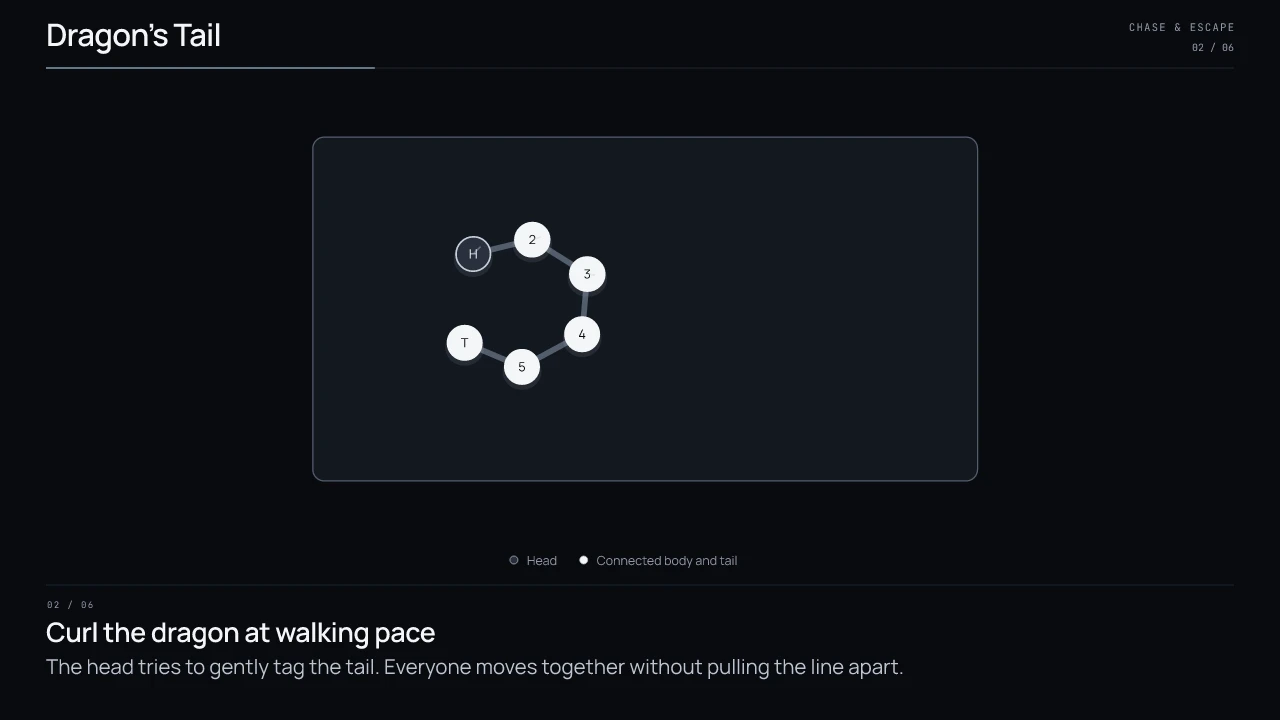 Dragon’s Tail
CHASE & ESCAPE
02 / 06
H
2
3
4
T
5
Head
Connected body and tail
02 / 06
Curl the dragon at walking pace
The head tries to gently tag the tail. Everyone moves together without pulling the line apart.